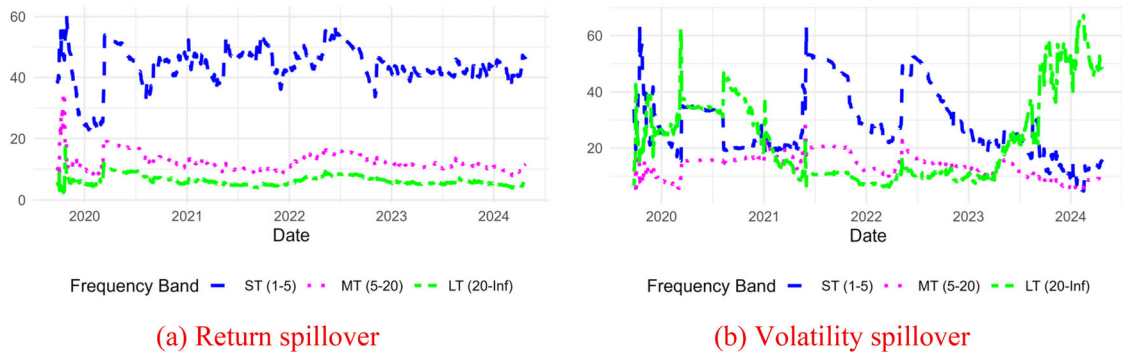 60
40
20
0
2020 2021 2022 2023 2024
Date
Frequency Band ST (1-5) MT (5-20) LT (20-Inf)
(a) Return spillover
60
40
20
2020 2021 2022 2023 2024
Date
Frequency Band ST (1-5) MT (5-20) LT (20-Inf)
(b) Volatility spillover